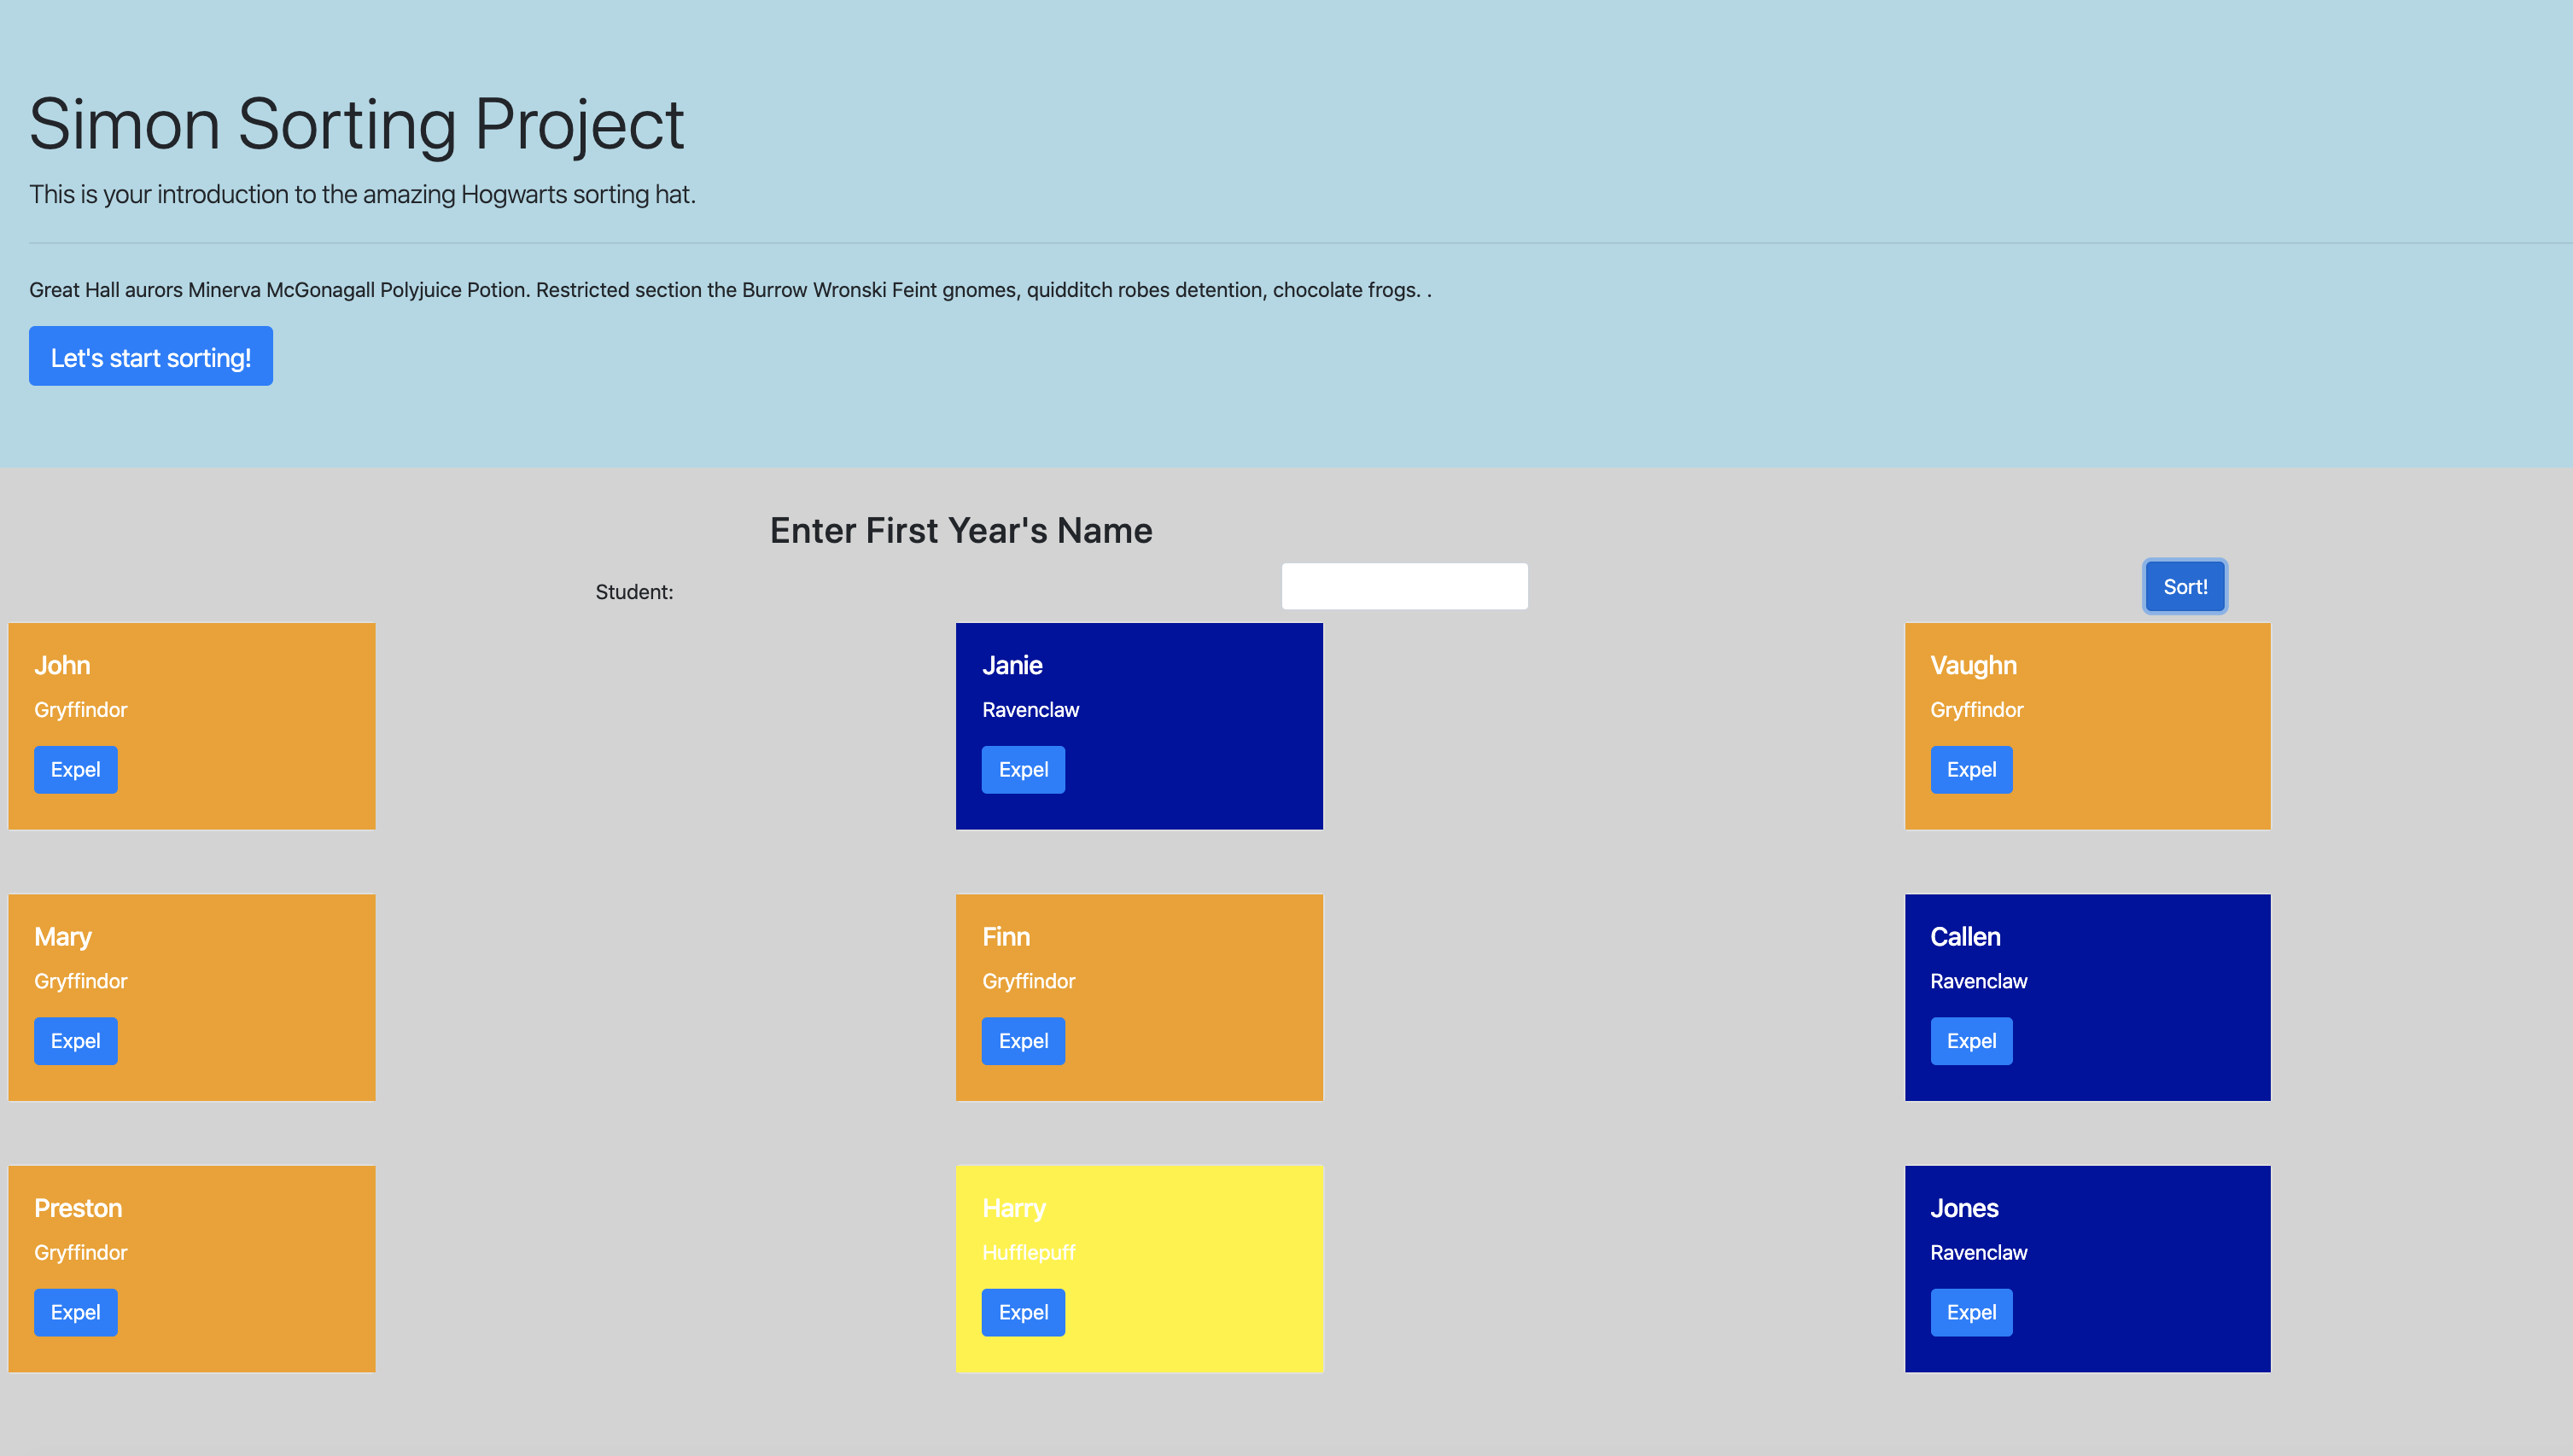 Simon Sorting Project
This is your introduction to the amazing Hogwarts sorting hat.
Great Hall aurors Minerva McGonagall Polyjuice Potion. Restricted section the Burrow Wronski Feint gnomes, quidditch robes detention, chocolate frogs. .
Let's start sorting!
Enter First Year's Name
Student:
Sort!
John
Gryffindor
Expel
Janie
Ravenclaw
Expel
Vaughn
Gryffindor
Expel
Mary
Gryffindor
Expel
Finn
Gryffindor
Expel
Callen
Ravenclaw
Expel
Preston
Gryffindor
Expel
Harry
Hufflepuff
Expel
Jones
Ravenclaw
Expel